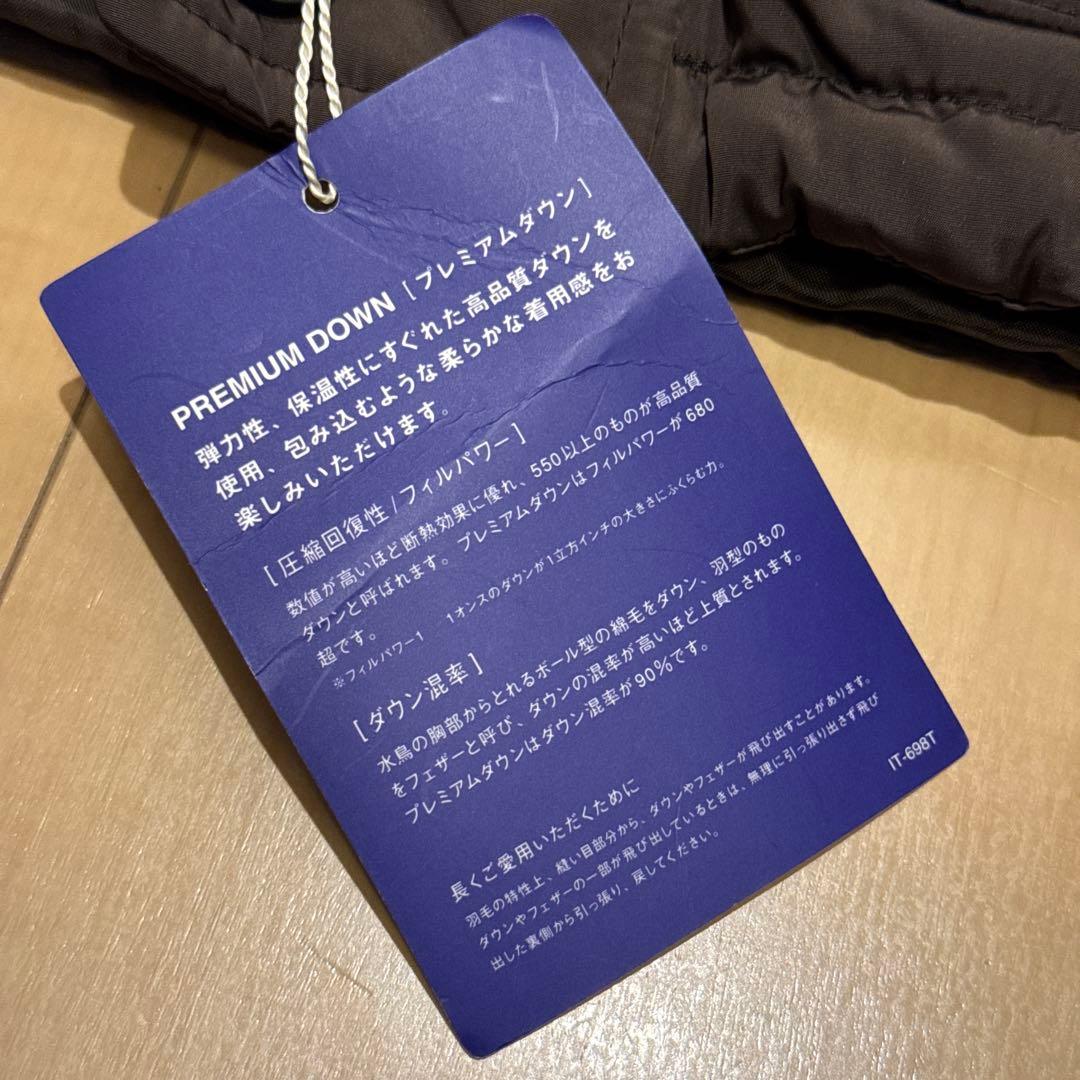 PREMIUM DOWN [プレミアムダウン]
弾力性、保温性にすぐれた高品質ダウンを
使用、包み込むような柔らかな着用感をお
楽しみいただけます。
[圧縮回復性/フィルパワー]
数値が高いほど断熱効果に優れ、550以上のものが高品質
ダウンと呼ばれます。プレミアムダウンはフィルパワーが680
超です。
※フィルパワー1 1オンスのダウンが1立方インチの大きさにふくらむ力。
[ダウン混率]
水鳥の胸部からとれるボール型の綿毛をダウン、羽型のもの
をフェザーと呼び、ダウンの混率が高いほど上質とされます。
プレミアムダウンはダウン混率が90%です。
長くご愛用いただくために
羽毛の特性上、縫い目部分から、ダウンやフェザーが飛び出すことがあります。
ダウンやフェザーの一部が飛び出しているときは、無理に引っ張り出さず飛び
出した裏側から引っ張り、戻してください。
IT-698T